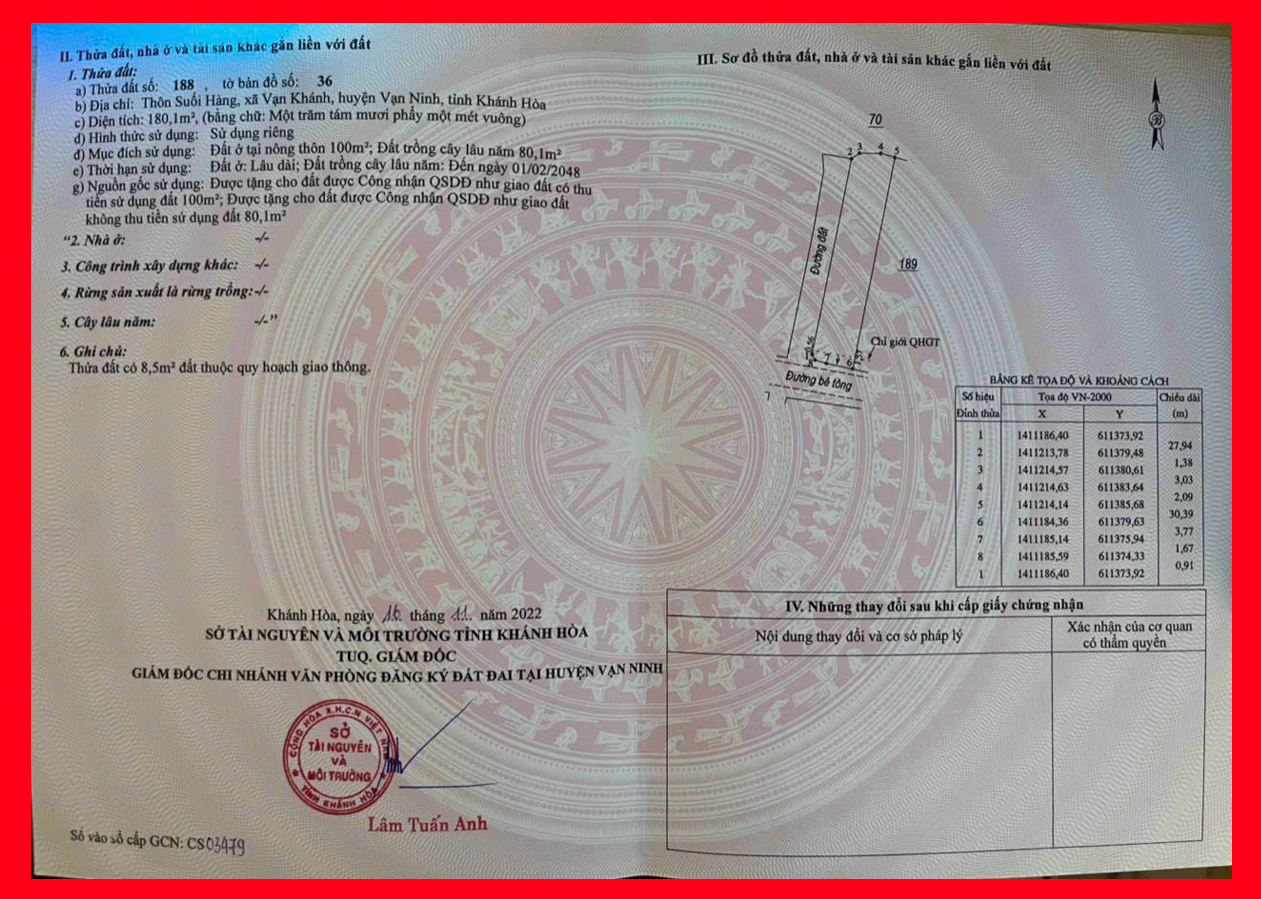 II. Thửa đất, nhà ở và tài sản khác gắn liền với đất
1. Thửa đất:
a) Thửa đất số: 188 , tờ bản đồ số: 36
b) Địa chỉ: Thôn Suối Hàng, xã Vạn Khánh, huyện Vạn Ninh, tỉnh Khánh Hòa
c) Diện tích: 180,1m², (bằng chữ: Một trăm tám mươi phẩy một mét vuông)
d) Hình thức sử dụng: Sử dụng riêng
đ) Mục đích sử dụng: Đất ở tại nông thôn 100m²; Đất trồng cây lâu năm 80,1m²
e) Thời hạn sử dụng: Đất ở: Lâu dài; Đất trồng cây lâu năm: Đến ngày 01/02/2048
g) Nguồn gốc sử dụng: Được tặng cho đất được Công nhận QSDĐ như giao đất có thu
tiền sử dụng đất 100m²; Được tặng cho đất được Công nhận QSDĐ như giao đất
không thu tiền sử dụng đất 80,1m²
“2. Nhà ở: -/-
3. Công trình xây dựng khác: -/-
4. Rừng sản xuất là rừng trồng: -/-
5. Cây lâu năm: -/-”
6. Ghi chú:
Thửa đất có 8,5m² đất thuộc quy hoạch giao thông.
Khánh Hòa, ngày 16 tháng 11. năm 2022
SỞ TÀI NGUYÊN VÀ MÔI TRƯỜNG TỈNH KHÁNH HÒA
TUQ. GIÁM ĐỐC
GIÁM ĐỐC CHI NHÁNH VĂN PHÒNG ĐĂNG KÝ ĐẤT ĐAI TẠI HUYỆN VẠN NINH
CỘNG HÒA X.H.C.N VIỆT NAM
SỞ
TÀI NGUYÊN
VÀ
MÔI TRƯỜNG
TỈNH KHÁNH HÒA
Lâm Tuấn Anh
Số vào sổ cấp GCN: CS03479
III. Sơ đồ thửa đất, nhà ở và tài sản khác gắn liền với đất
B
70
2 3 4 5
Đường đất
189
Chỉ giới QHGT
1
8 7 6
Đường bê tông
7
BẢNG KÊ TỌA ĐỘ VÀ KHOẢNG CÁCH
Số hiệu Tọa độ VN-2000 Chiều dài
Đỉnh thửa X Y (m)
1 1411186,40 611373,92
27,94
2 1411213,78 611379,48
1,38
3 1411214,57 611380,61
3,03
4 1411214,63 611383,64
2,09
5 1411214,14 611385,68
30,39
6 1411184,36 611379,63
3,77
7 1411185,14 611375,94
1,67
8 1411185,59 611374,33
0,91
1 1411186,40 611373,92
IV. Những thay đổi sau khi cấp giấy chứng nhận
Nội dung thay đổi và cơ sở pháp lý
Xác nhận của cơ quan
có thẩm quyền